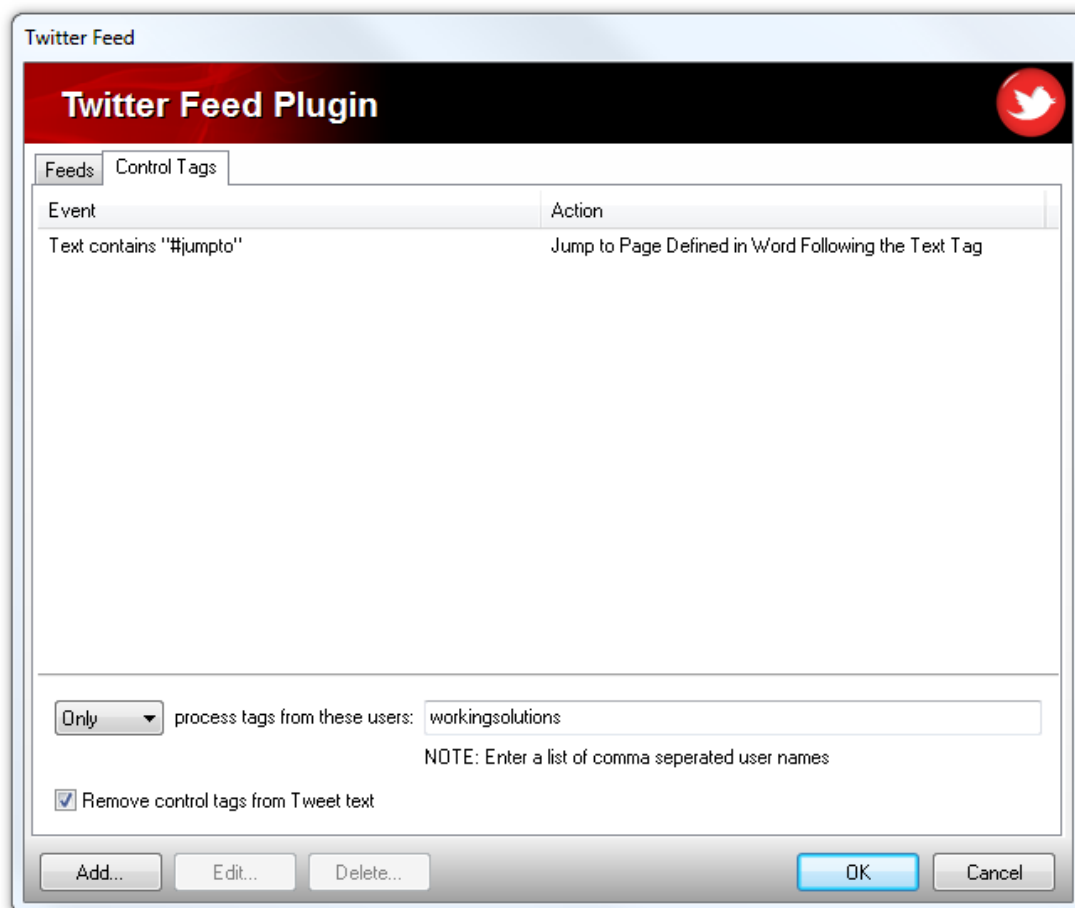 Twitter Feed
Twitter Feed Plugin
Feeds Control Tags
Event Action
Text contains "#jumpto" Jump to Page Defined in Word Following the Text Tag
Only process tags from these users: workingsolutions
NOTE: Enter a list of comma seperated user names
Remove control tags from Tweet text
Add... Edit... Delete... OK Cancel